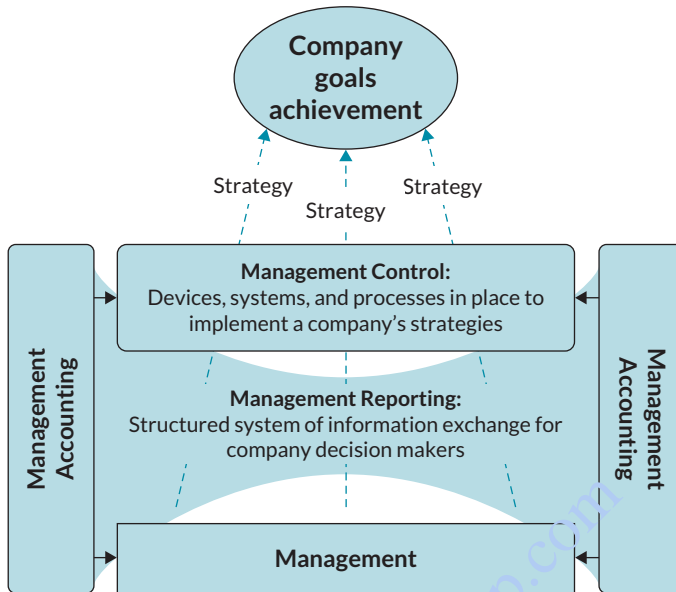 Company
goals
achievement
Strategy
Strategy
Strategy
Management Control:
Devices, systems, and processes in place to
implement a company’s strategies
Management
Accounting
Management
Accounting
Management Reporting:
Structured system of information exchange for
company decision makers
Management
p.com